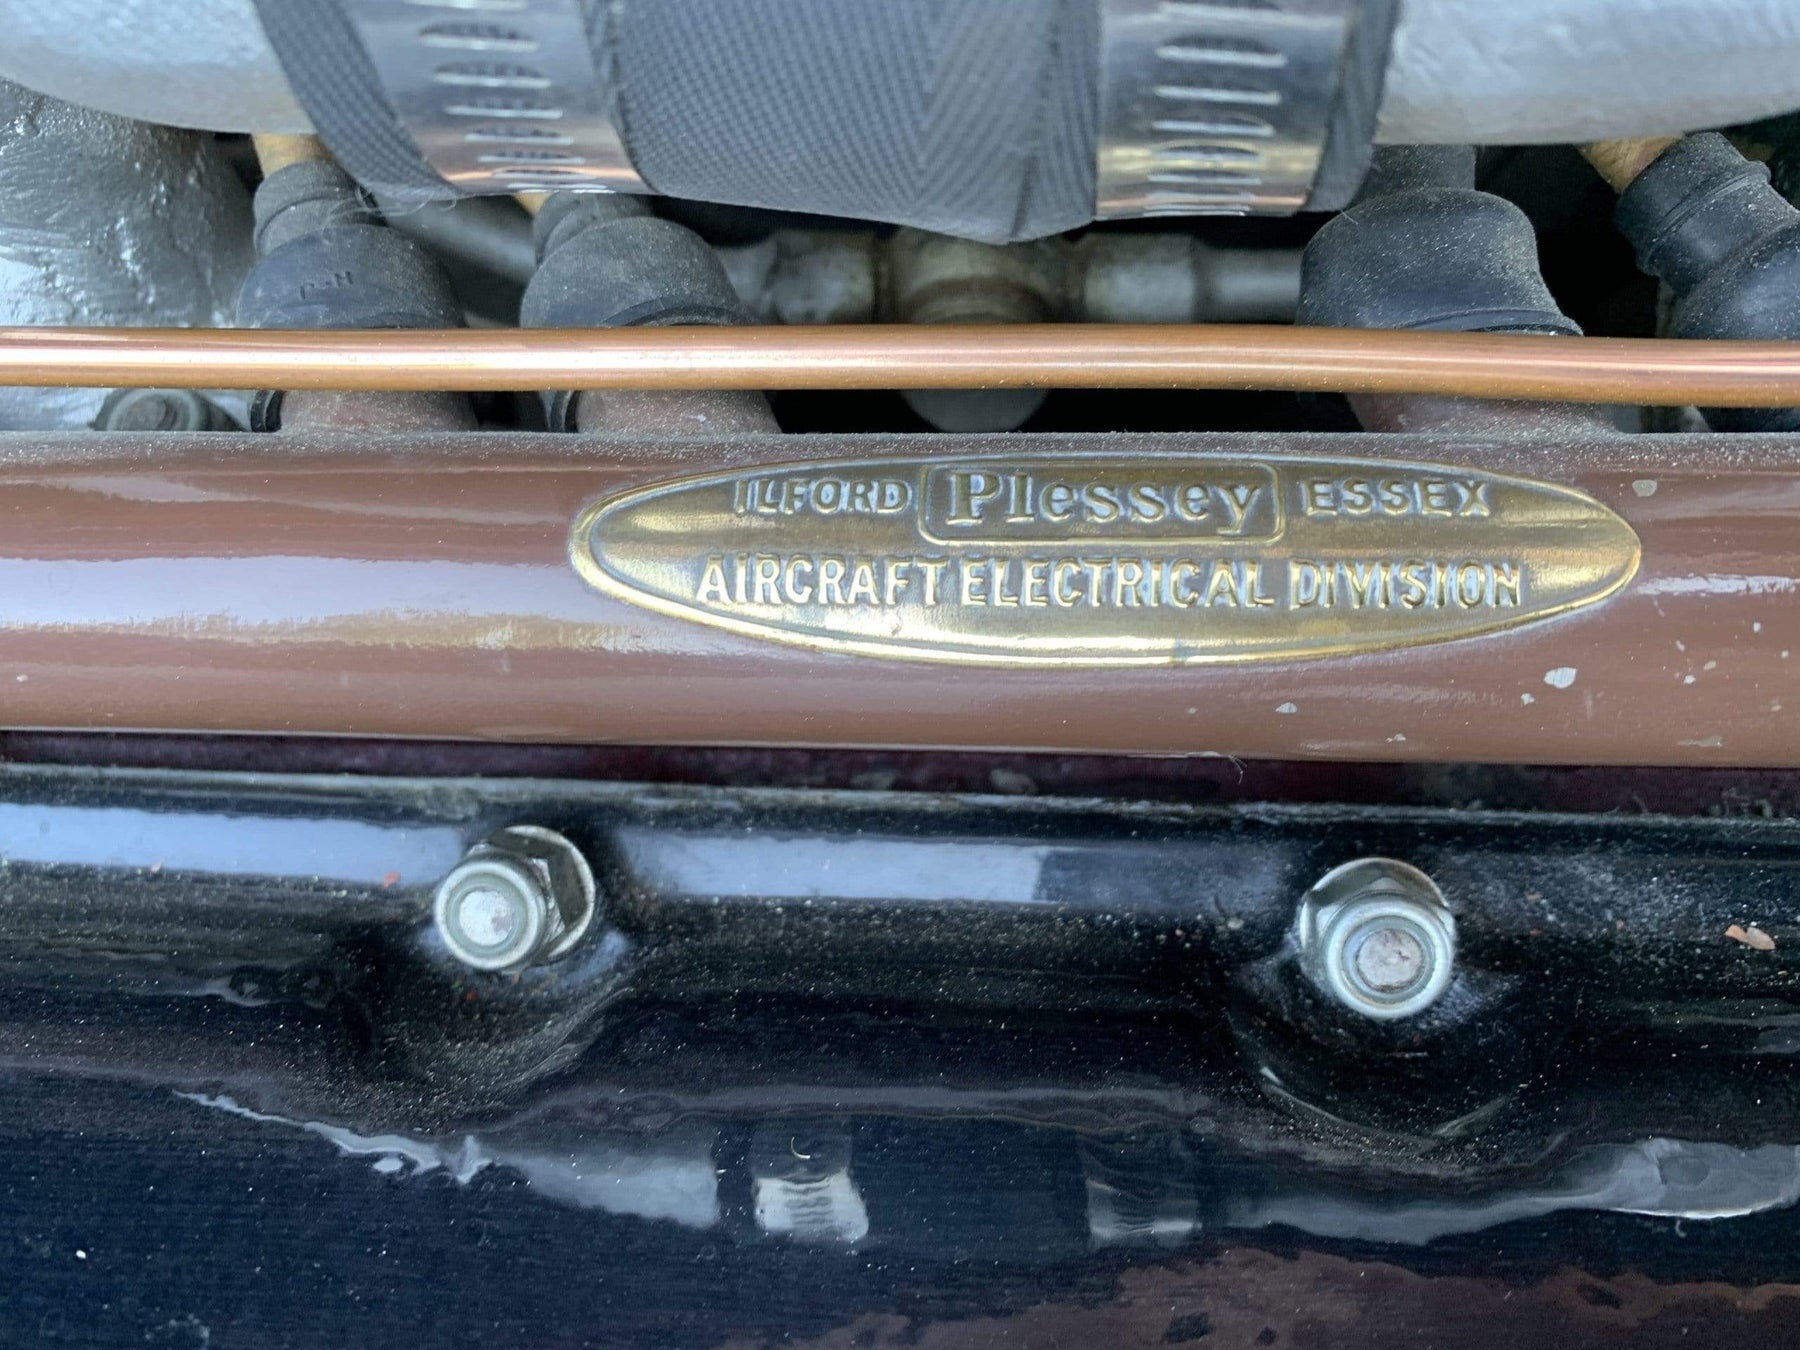 P-H
ILFORD Plessey ESSEX
AIRCRAFT ELECTRICAL DIVISION